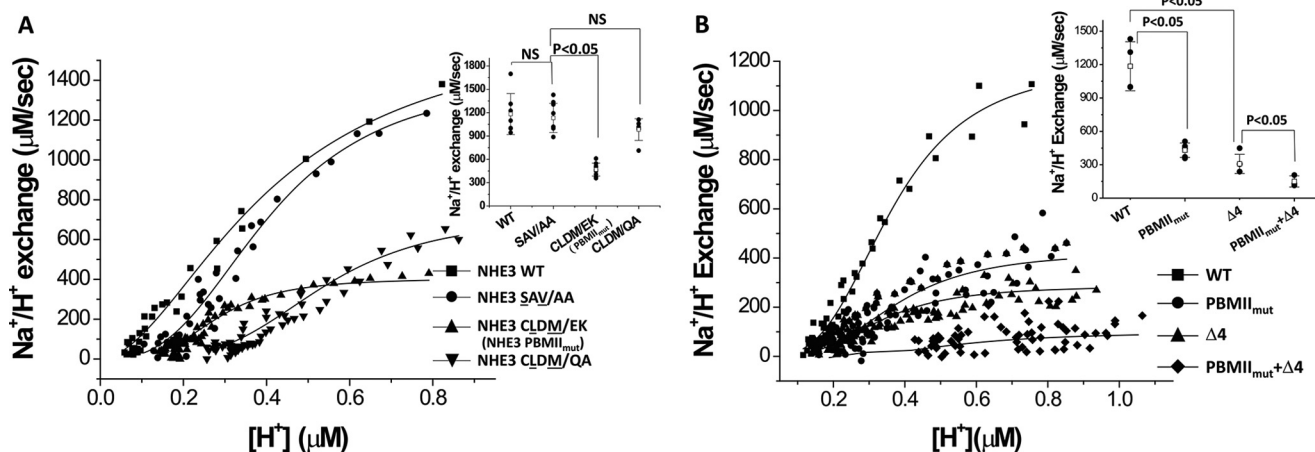 A
Na⁺/H⁺ exchange (µM/sec)
1400
1200
1000
800
600
400
200
0
0.0 0.2 0.4 0.6 0.8
[H⁺] (µM)
NS
NS
P<0.05
Na⁺/H⁺ exchange (µM/sec)
1800
1500
1200
900
600
300
0
WT
SAV/AA
CLDM/EK
(PBMIImut)
CLDM/QA
NHE3 WT
NHE3 SAV/AA
NHE3 CLDM/EK
(NHE3 PBMIImut)
NHE3 CLDM/QA
B
Na⁺/H⁺ Exchange (µM/sec)
1200
1000
800
600
400
200
0
0.2 0.4 0.6 0.8 1.0
[H⁺](µM)
P<0.05
P<0.05
P<0.05
Na⁺/H⁺ Exchange (µM/sec)
1500
1200
900
600
300
0
WT
PBMIImut
Δ4
PBMIImut+Δ4
WT
PBMIImut
Δ4
PBMIImut+Δ4